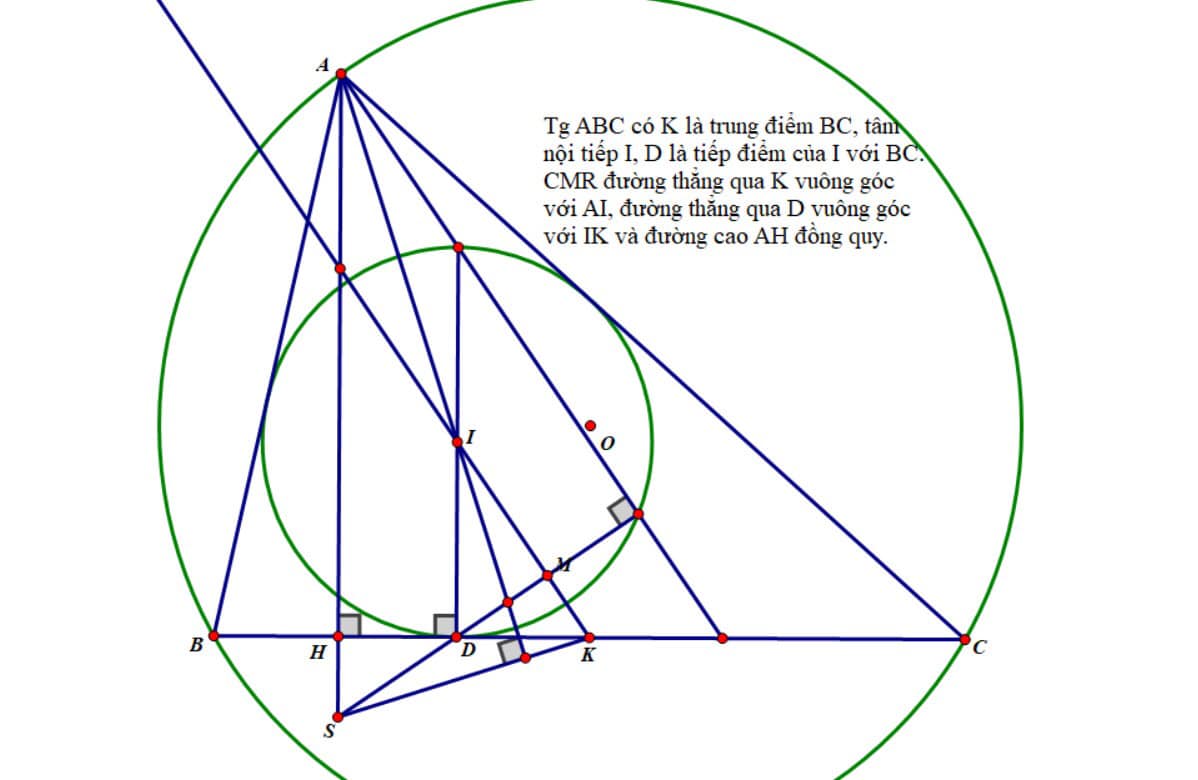 A
Tg ABC có K là trung điểm BC, tâm
nội tiếp I, D là tiếp điểm của I với BC.
CMR đường thẳng qua K vuông góc
với AI, đường thẳng qua D vuông góc
với IK và đường cao AH đồng quy.
I
O
M
B
H
D
K
C
S